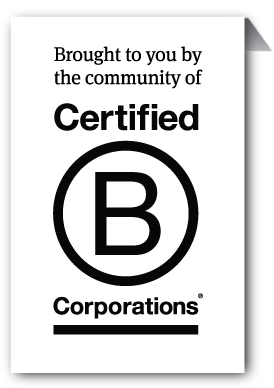 Brought to you by
the community of
Certified
B
Corporations®